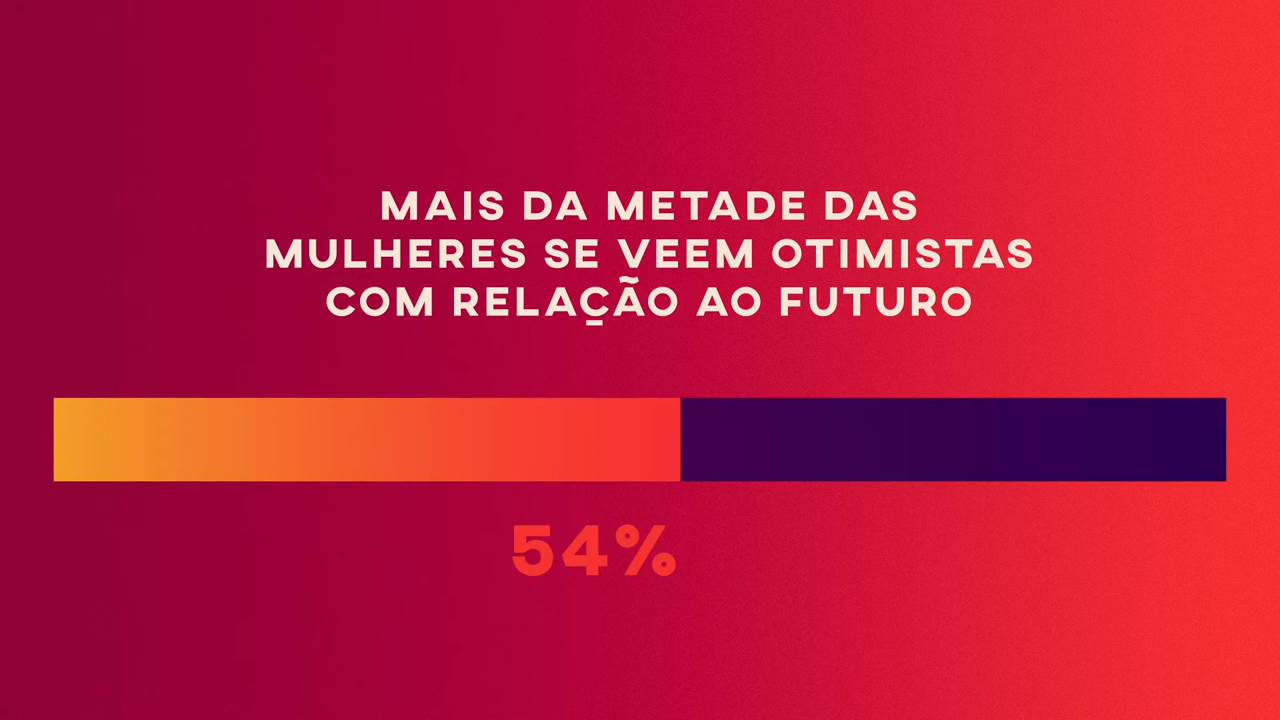 MAIS DA METADE DAS
MULHERES SE VEEM OTIMISTAS
COM RELAÇÃO AO FUTURO
54%